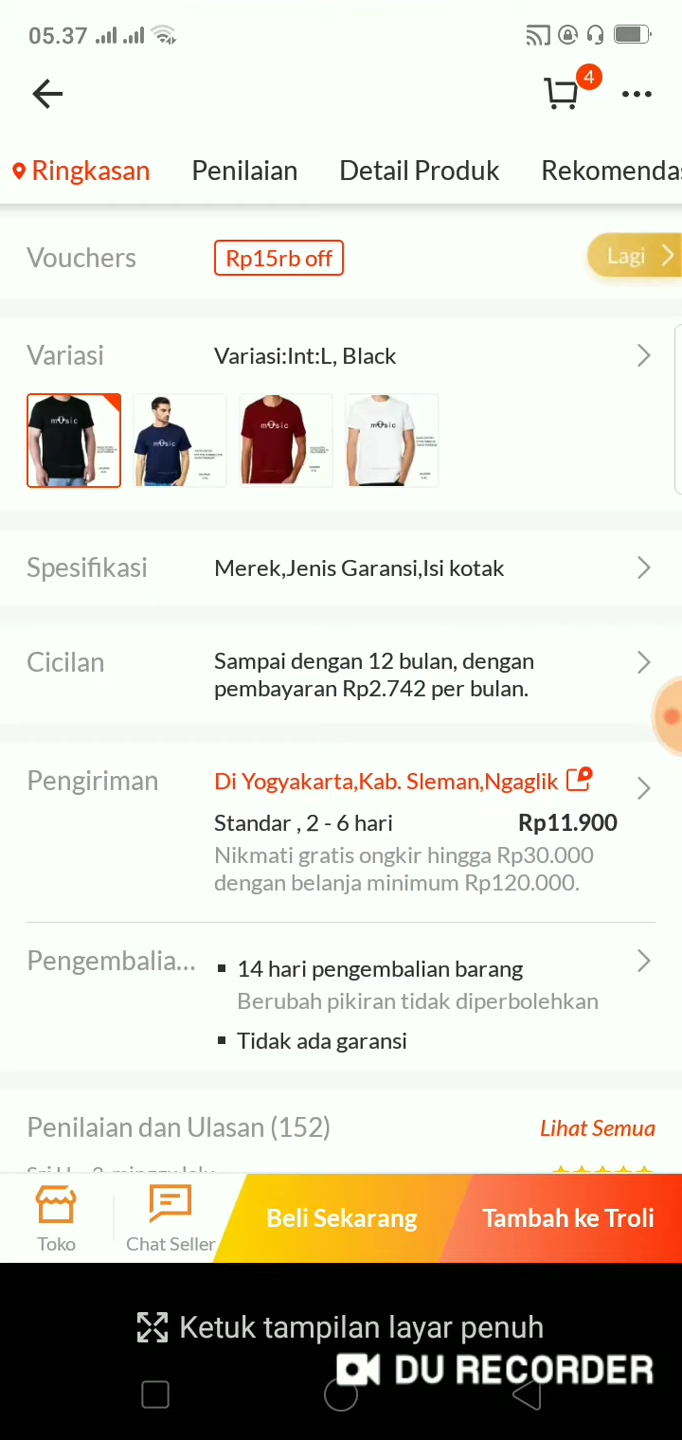 05.37
4
Ringkasan Penilaian Detail Produk Rekomendas
Vouchers Rp15rb off Lagi
Variasi Variasi:Int:L, Black
music music music music
Spesifikasi Merek,Jenis Garansi,Isi kotak
Cicilan Sampai dengan 12 bulan, dengan
pembayaran Rp2.742 per bulan.
Pengiriman Di Yogyakarta,Kab. Sleman,Ngaglik
Standar , 2 - 6 hari Rp11.900
Nikmati gratis ongkir hingga Rp30.000
dengan belanja minimum Rp120.000.
Pengembalia... ▪ 14 hari pengembalian barang
Berubah pikiran tidak diperbolehkan
▪ Tidak ada garansi
Penilaian dan Ulasan (152) Lihat Semua
Toko Chat Seller Beli Sekarang Tambah ke Troli
Ketuk tampilan layar penuh
DU RECORDER